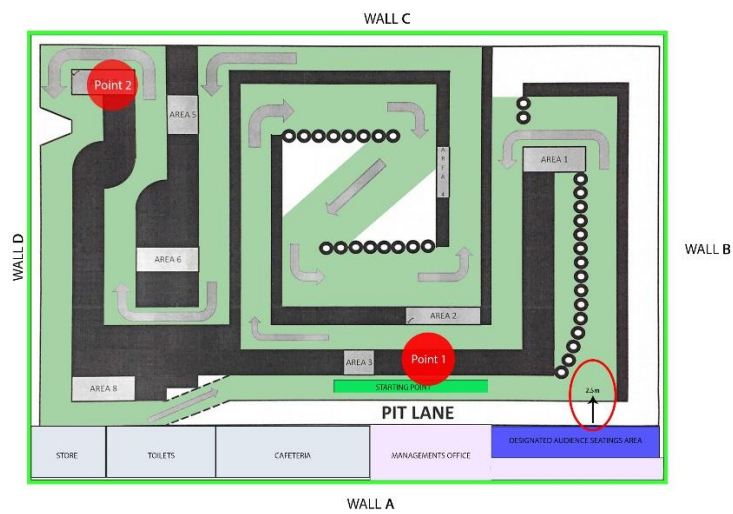 WALL C
Point 2
AREA 5
AREA 4
AREA 1
WALL D
AREA 6
WALL B
AREA 2
AREA 3
Point 1
AREA 8
STARTING POINT
2.5m
PIT LANE
DESIGNATED AUDIENCE SEATINGS AREA
STORE
TOILETS
CAFETERIA
MANAGEMENTS OFFICE
WALL A